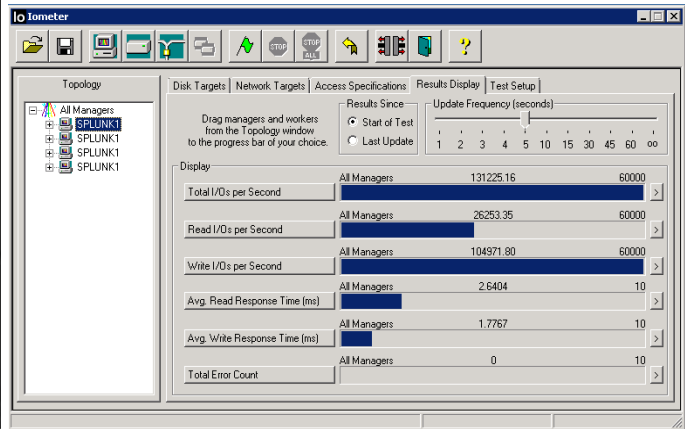 Io Iometer
STOP
STOP
ALL
?
Topology
All Managers
SPLUNK1
SPLUNK1
SPLUNK1
SPLUNK1
Disk Targets
Network Targets
Access Specifications
Results Display
Test Setup
Drag managers and workers
from the Topology window
to the progress bar of your choice.
Results Since
Start of Test
Last Update
Update Frequency (seconds)
1 2 3 4 5 10 15 30 45 60 oo
Display
All Managers 131225.16 60000
Total I/Os per Second >
All Managers 26253.35 60000
Read I/Os per Second >
All Managers 104971.80 60000
Write I/Os per Second >
All Managers 2.6404 10
Avg. Read Response Time (ms) >
All Managers 1.7767 10
Avg. Write Response Time (ms) >
All Managers 0 10
Total Error Count >